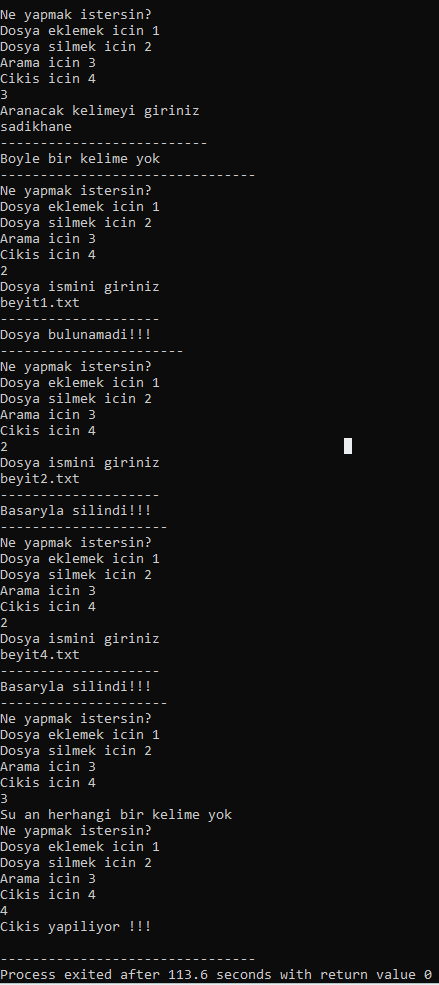 Ne yapmak istersin?
Dosya eklemek icin 1
Dosya silmek icin 2
Arama icin 3
Cikis icin 4
3
Aranacak kelimeyi giriniz
sadikhane
--------------------------
Boyle bir kelime yok
--------------------------------
Ne yapmak istersin?
Dosya eklemek icin 1
Dosya silmek icin 2
Arama icin 3
Cikis icin 4
2
Dosya ismini giriniz
beyit1.txt
--------------------
Dosya bulunamadi!!!
-----------------------
Ne yapmak istersin?
Dosya eklemek icin 1
Dosya silmek icin 2
Arama icin 3
Cikis icin 4
2
Dosya ismini giriniz
beyit2.txt
--------------------
Basaryla silindi!!!
---------------------
Ne yapmak istersin?
Dosya eklemek icin 1
Dosya silmek icin 2
Arama icin 3
Cikis icin 4
2
Dosya ismini giriniz
beyit4.txt
--------------------
Basaryla silindi!!!
---------------------
Ne yapmak istersin?
Dosya eklemek icin 1
Dosya silmek icin 2
Arama icin 3
Cikis icin 4
3
Su an herhangi bir kelime yok
Ne yapmak istersin?
Dosya eklemek icin 1
Dosya silmek icin 2
Arama icin 3
Cikis icin 4
4
Cikis yapiliyor !!!

--------------------------------
Process exited after 113.6 seconds with return value 0